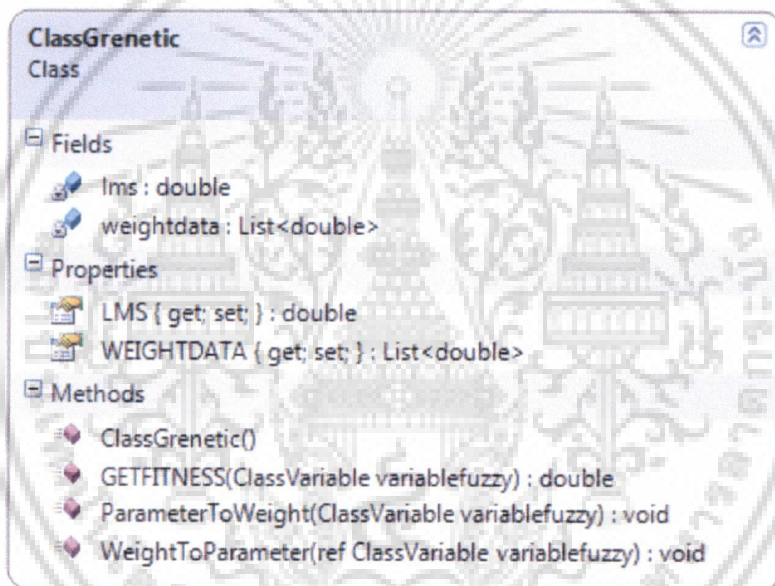 ClassGrenetic
Class
Fields
lms : double
weightdata : List<double>
Properties
LMS { get; set; } : double
WEIGHTDATA { get; set; } : List<double>
Methods
ClassGrenetic()
GETFITNESS(ClassVariable variablefuzzy) : double
ParameterToWeight(ClassVariable variablefuzzy) : void
WeightToParameter(ref ClassVariable variablefuzzy) : void